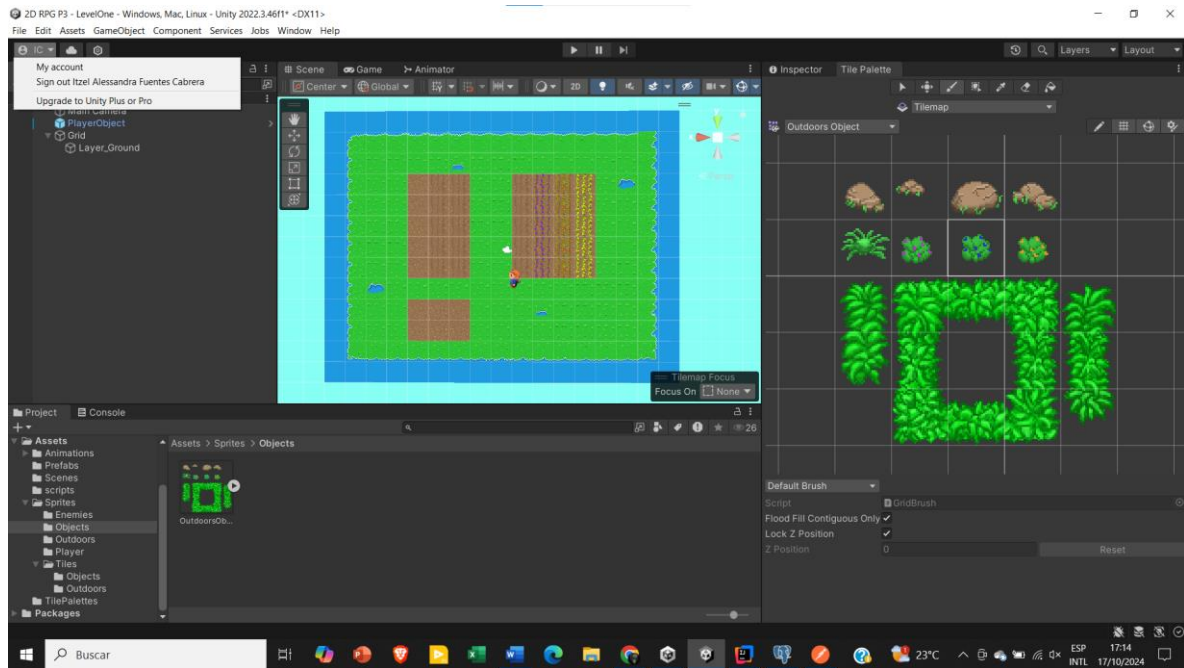 2D RPG P3 - LevelOne - Windows, Mac, Linux - Unity 2022.3.46f1* <DX11>
File Edit Assets GameObject Component Services Jobs Window Help
IC
Layers
Layout
My account
Sign out Itzel Alessandra Fuentes Cabrera
Upgrade to Unity Plus or Pro
Main Camera
PlayerObject
Grid
Layer_Ground
Scene
Game
Animator
Center
Global
2D
Tilemap Focus
Focus On
None
Inspector
Tile Palette
Tilemap
Outdoors Object
Default Brush
Script
GridBrush
Flood Fill Contiguous Only
Lock Z Position
Z Position
0
Reset
Project
Console
26
Assets
Animations
Prefabs
Scenes
scripts
Sprites
Enemies
Objects
Outdoors
Player
Tiles
Objects
Outdoors
TilePalettes
Packages
Assets > Sprites > Objects
OutdoorsOb...
Buscar
23°C
ESP
INTL
17:14
17/10/2024